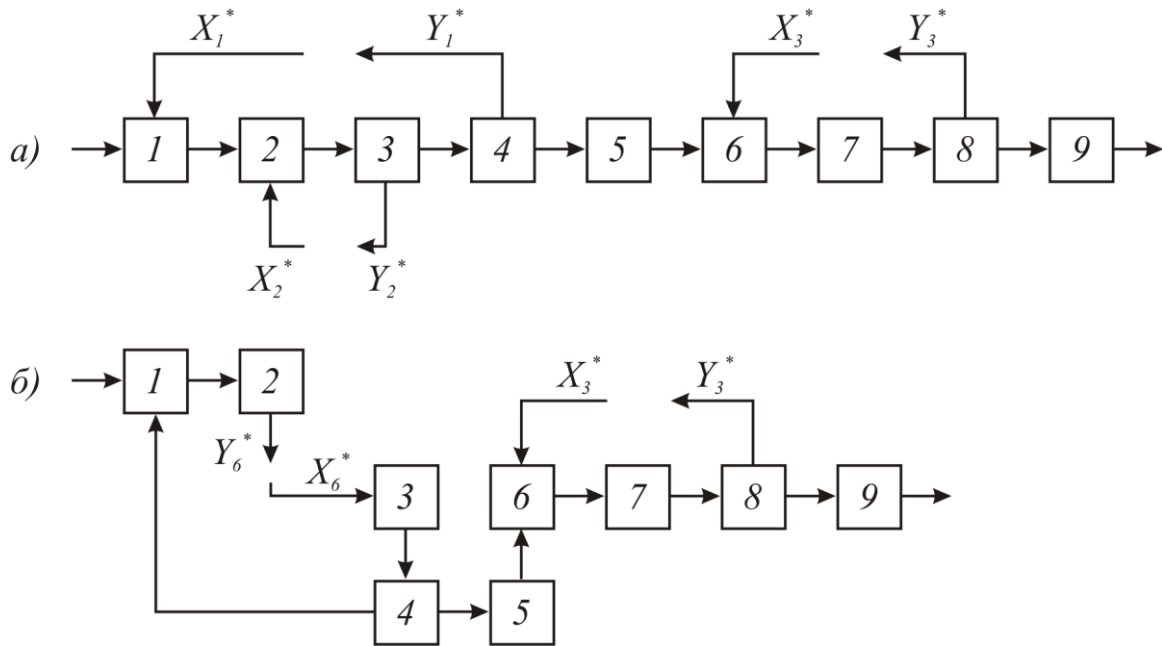 X₁* Y₁* X₃* Y₃*
а) 1 2 3 4 5 6 7 8 9
X₂* Y₂*
б) 1 2 X₃* Y₃*
Y₆* X₆* 3 6 7 8 9
4 5